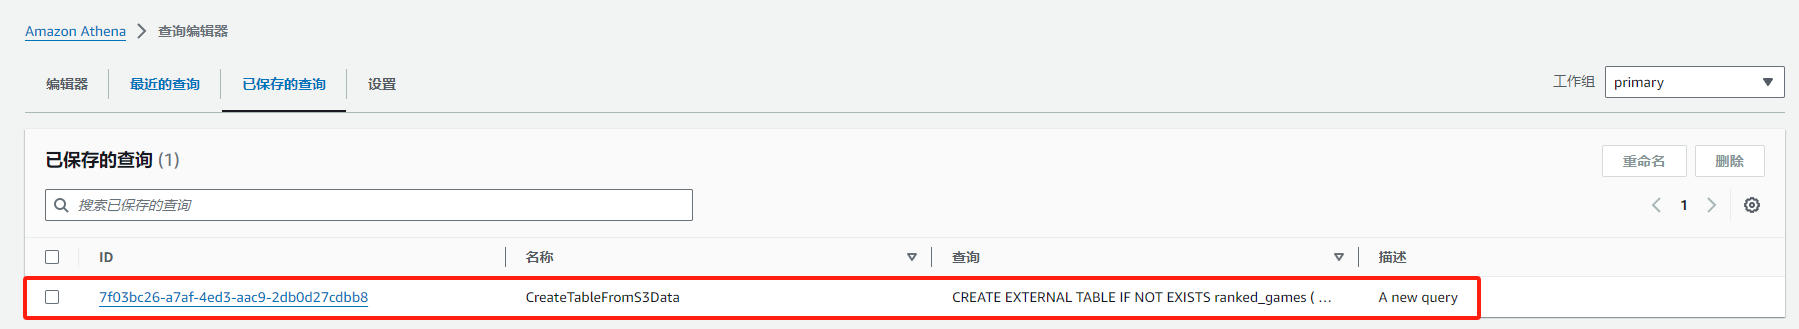 Amazon Athena > 查询编辑器
编辑器 最近的查询 已保存的查询 设置 工作组 primary
已保存的查询 (1) 重命名 删除
搜索已保存的查询 1
ID 名称 查询 描述
7f03bc26-a7af-4ed3-aac9-2db0d27cdbb8 CreateTableFromS3Data CREATE EXTERNAL TABLE IF NOT EXISTS ranked_games ( ... A new query